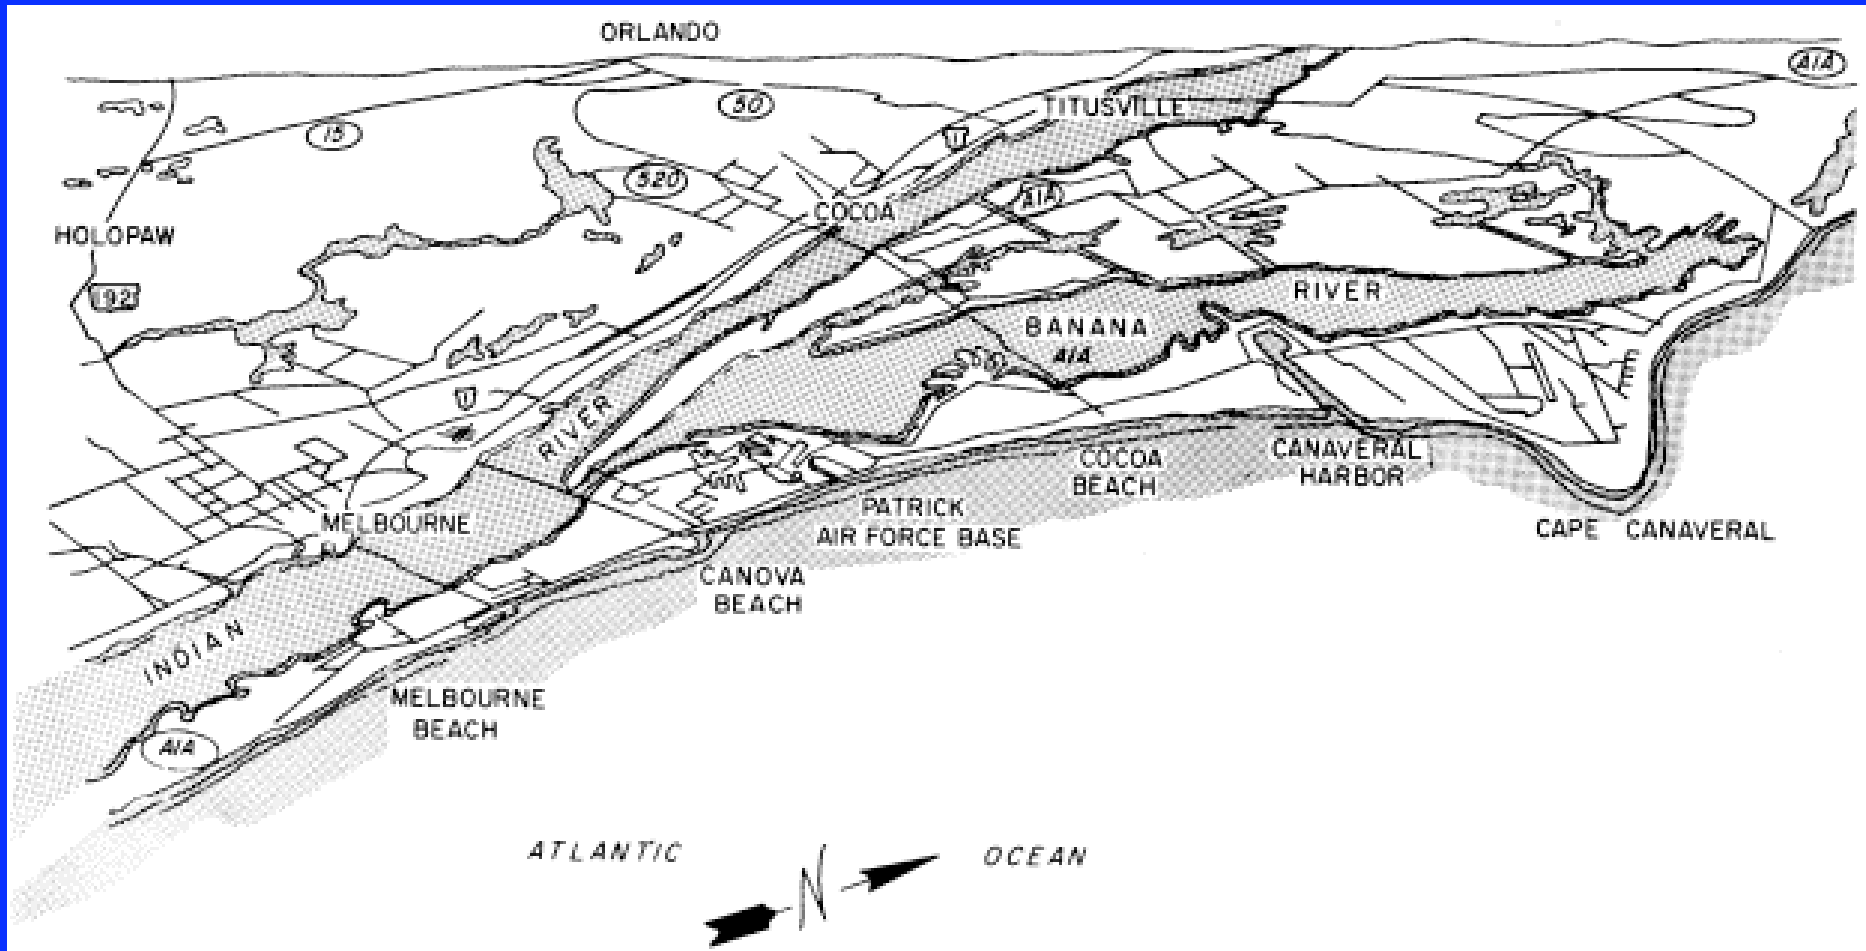 ORLANDO
A1A
50
TITUSVILLE
15
1
520
A1A
COCOA
HOLOPAW
192
RIVER
BANANA
A1A
1
RIVER
COCOA
BEACH
CANAVERAL
HARBOR
MELBOURNE
PATRICK
AIR FORCE BASE
CAPE CANAVERAL
CANOVA
BEACH
INDIAN
MELBOURNE
BEACH
A1A
ATLANTIC OCEAN
N